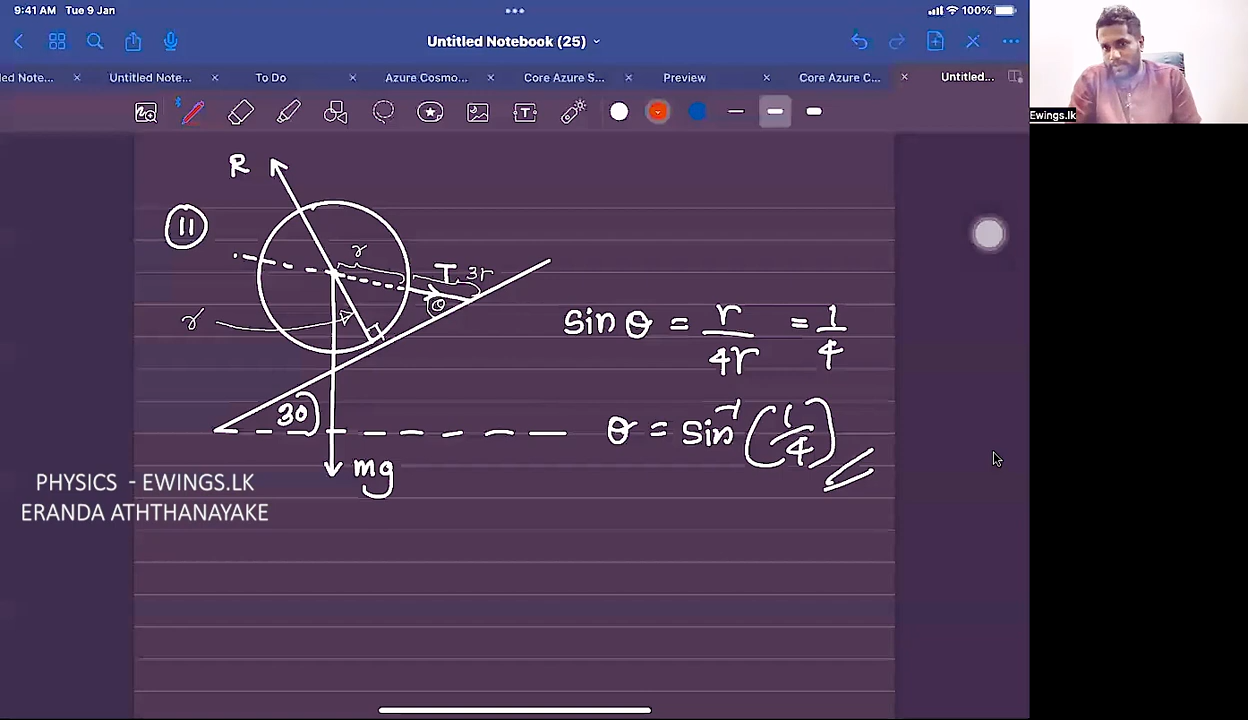 9:41 AM Tue 9 Jan
100%
Untitled Notebook (25)
led Note...
Untitled Note...
To Do
Azure Cosmo...
Core Azure S...
Preview
Core Azure C...
Untitled...
Ewings.lk
R
11
r
T 3r
θ
r
sin θ = r/4r = 1/4
30
θ = sin⁻¹ (1/4)
mg
PHYSICS - EWINGS.LK
ERANDA ATHTHANAYAKE